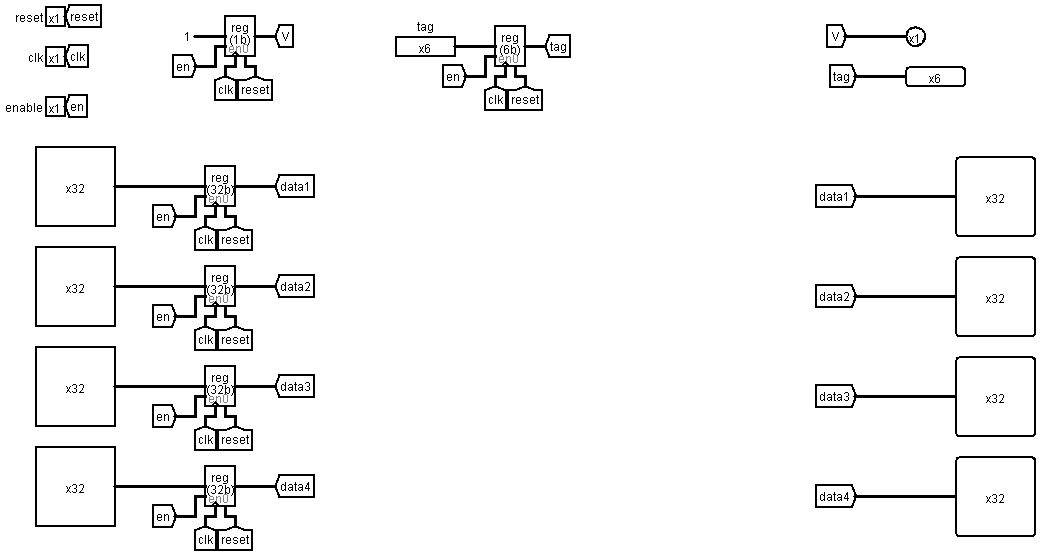 reset x1 reset
clk x1 clk
enable x1 en
1 reg (1b) en0 V
en
clk reset
tag
x6 reg (6b) en0 tag
en
clk reset
V x1
tag x6
x32 reg (32b) en0 data1
en
clk reset
data1 x32
x32 reg (32b) en0 data2
en
clk reset
data2 x32
x32 reg (32b) en0 data3
en
clk reset
data3 x32
x32 reg (32b) en0 data4
en
clk reset
data4 x32